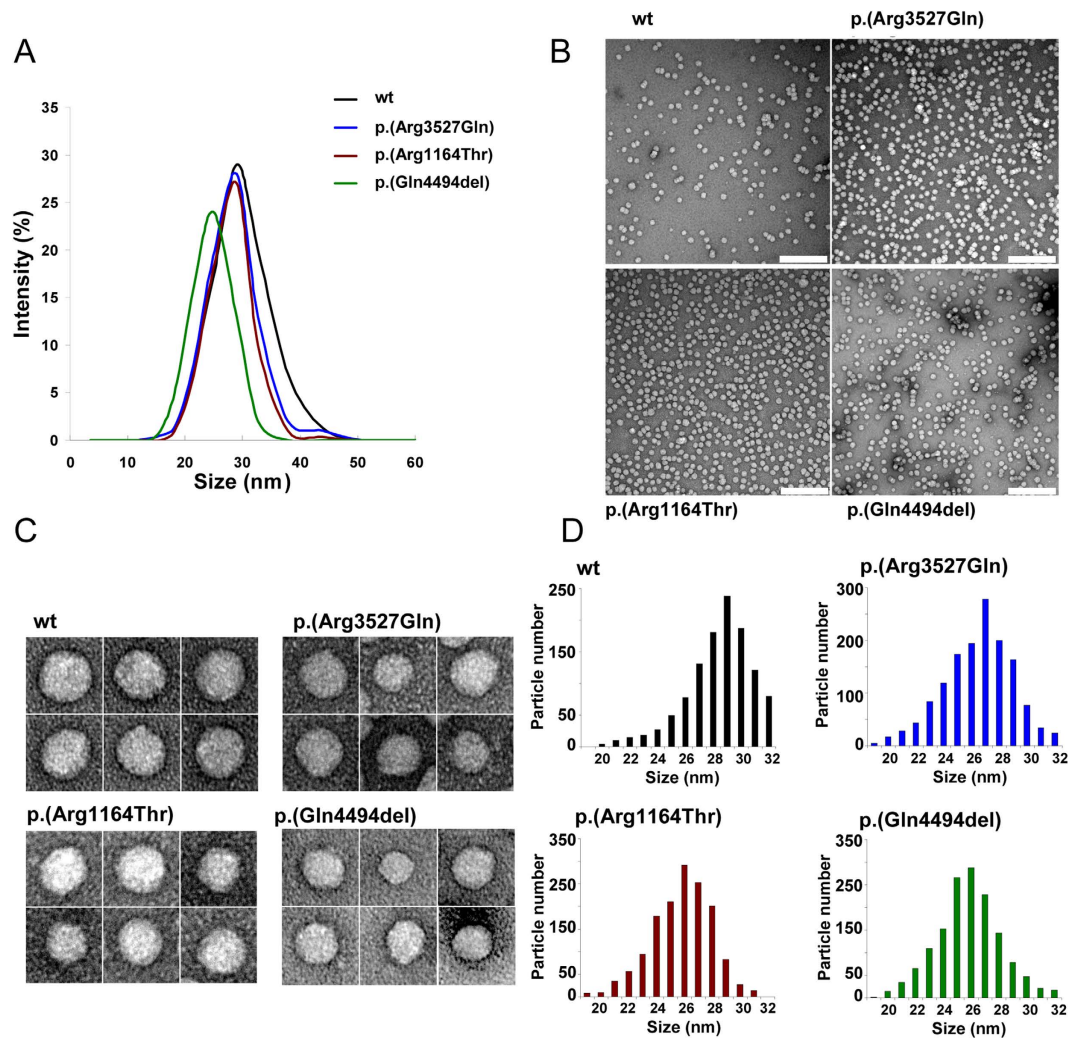 A
wt
p.(Arg3527Gln)
p.(Arg1164Thr)
p.(Gln4494del)
35
30
25
20
15
10
5
0
0 10 20 30 40 50 60
Intensity (%)
Size (nm)
B
wt p.(Arg3527Gln)
p.(Arg1164Thr) p.(Gln4494del)
C
wt p.(Arg3527Gln)
p.(Arg1164Thr) p.(Gln4494del)
D
wt
Particle number
250
150
50
0
20 22 24 26 28 30 32
Size (nm)
p.(Arg3527Gln)
Particle number
300
200
100
0
20 22 24 26 28 30 32
Size (nm)
p.(Arg1164Thr)
Particle number
350
250
150
50
0
20 22 24 26 28 30 32
Size (nm)
p.(Gln4494del)
Particle number
350
250
150
50
0
20 22 24 26 28 30 32
Size (nm)